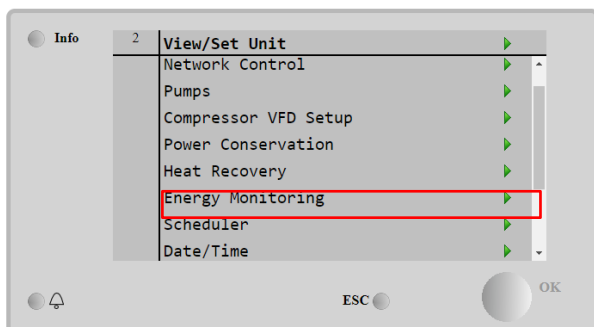 Info
2 View/Set Unit
Network Control
Pumps
Compressor VFD Setup
Power Conservation
Heat Recovery
Energy Monitoring
Scheduler
Date/Time
ESC OK